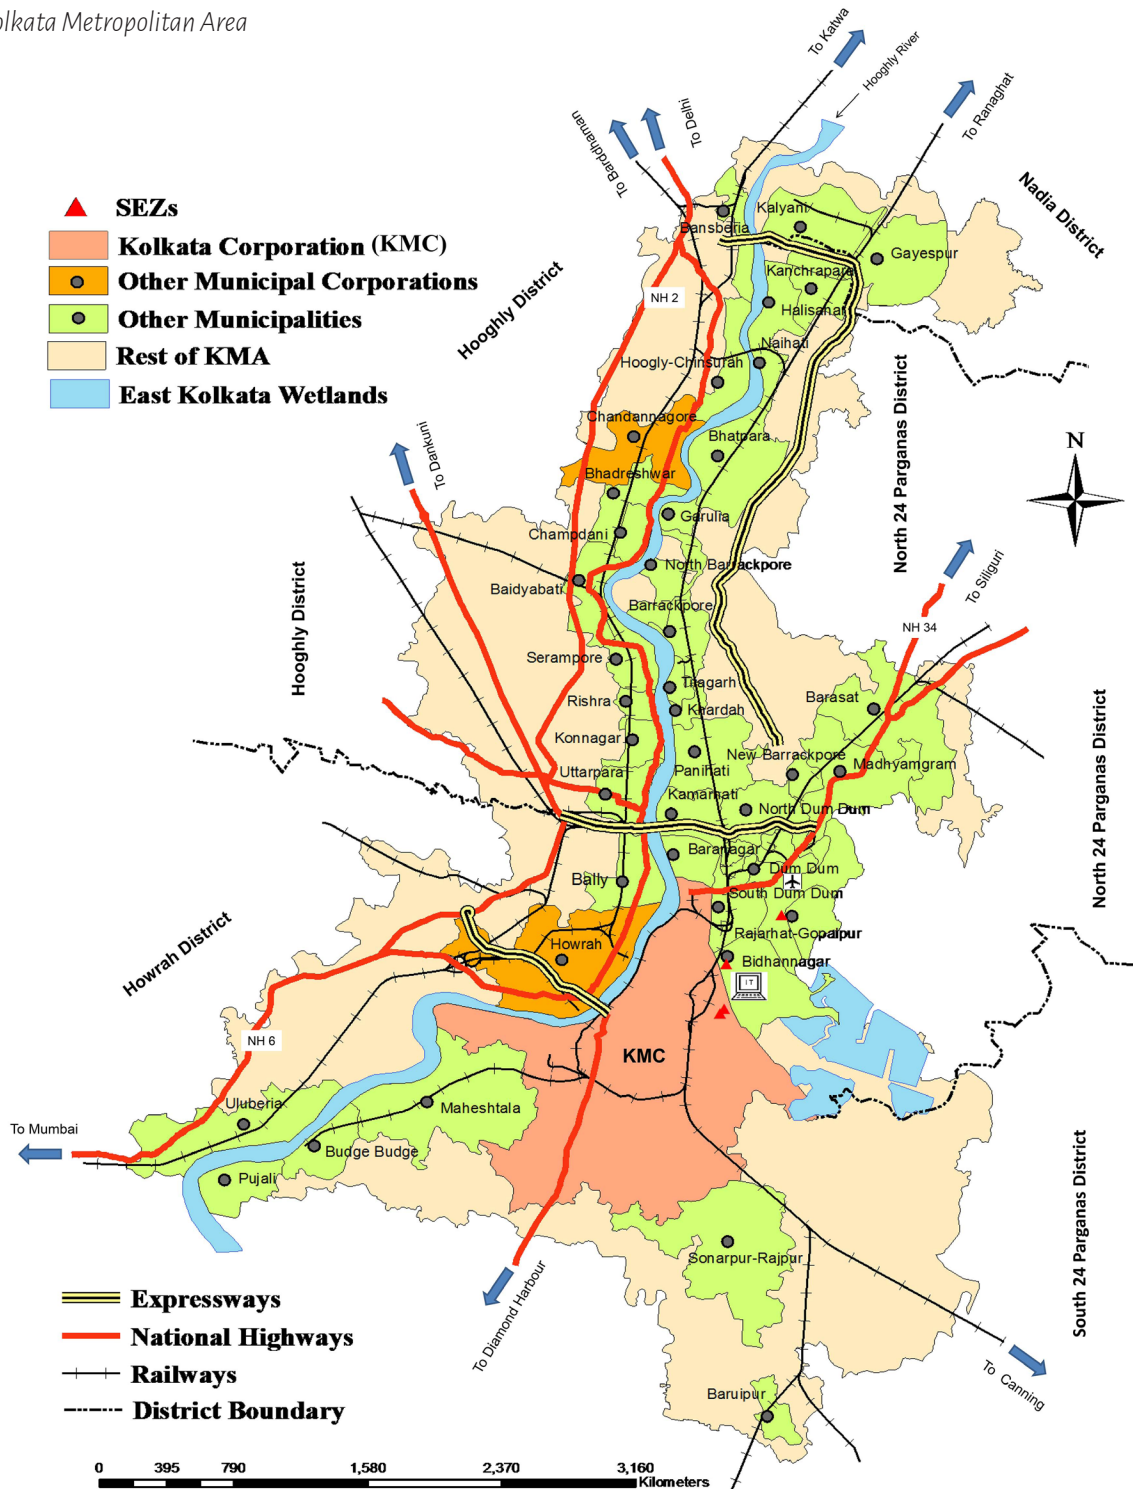 olkata Metropolitan Area
To Katwa
Hooghly River
To Delhi
To Barddhaman
To Ranaghat
Nadia District
SEZs
Kolkata Corporation (KMC)
Other Municipal Corporations
Other Municipalities
Rest of KMA
East Kolkata Wetlands
Kalyani
Bansberia
Gayespur
Kanchrapara
Halisahar
Hooghly District
NH 2
Naihati
Hoogly-Chinsurah
Chandannagore
Bhatpara
North 24 Parganas District
N
To Dankuni
Bhadreshwar
Garulia
Champdani
North Barrackpore
Baidyabati
Barrackpore
To Siliguri
NH 34
Hooghly District
Serampore
Titagarh
Rishra
Khardah
Barasat
Konnagar
New Barrackpore
Uttarpara
Panihati
Madhyamgram
Kamarhati
North Dum Dum
North 24 Parganas District
Baranagar
Dum Dum
Bally
South Dum Dum
Rajarhat-Gopalpur
Howrah
Bidhannagar
Howrah District
IT
NH 6
KMC
Uluberia
Maheshtala
To Mumbai
Budge Budge
Pujali
South 24 Parganas District
Sonarpur-Rajpur
To Diamond Harbour
To Canning
Baruipur
Expressways
National Highways
Railways
District Boundary
0 395 790 1,580 2,370 3,160
Kilometers